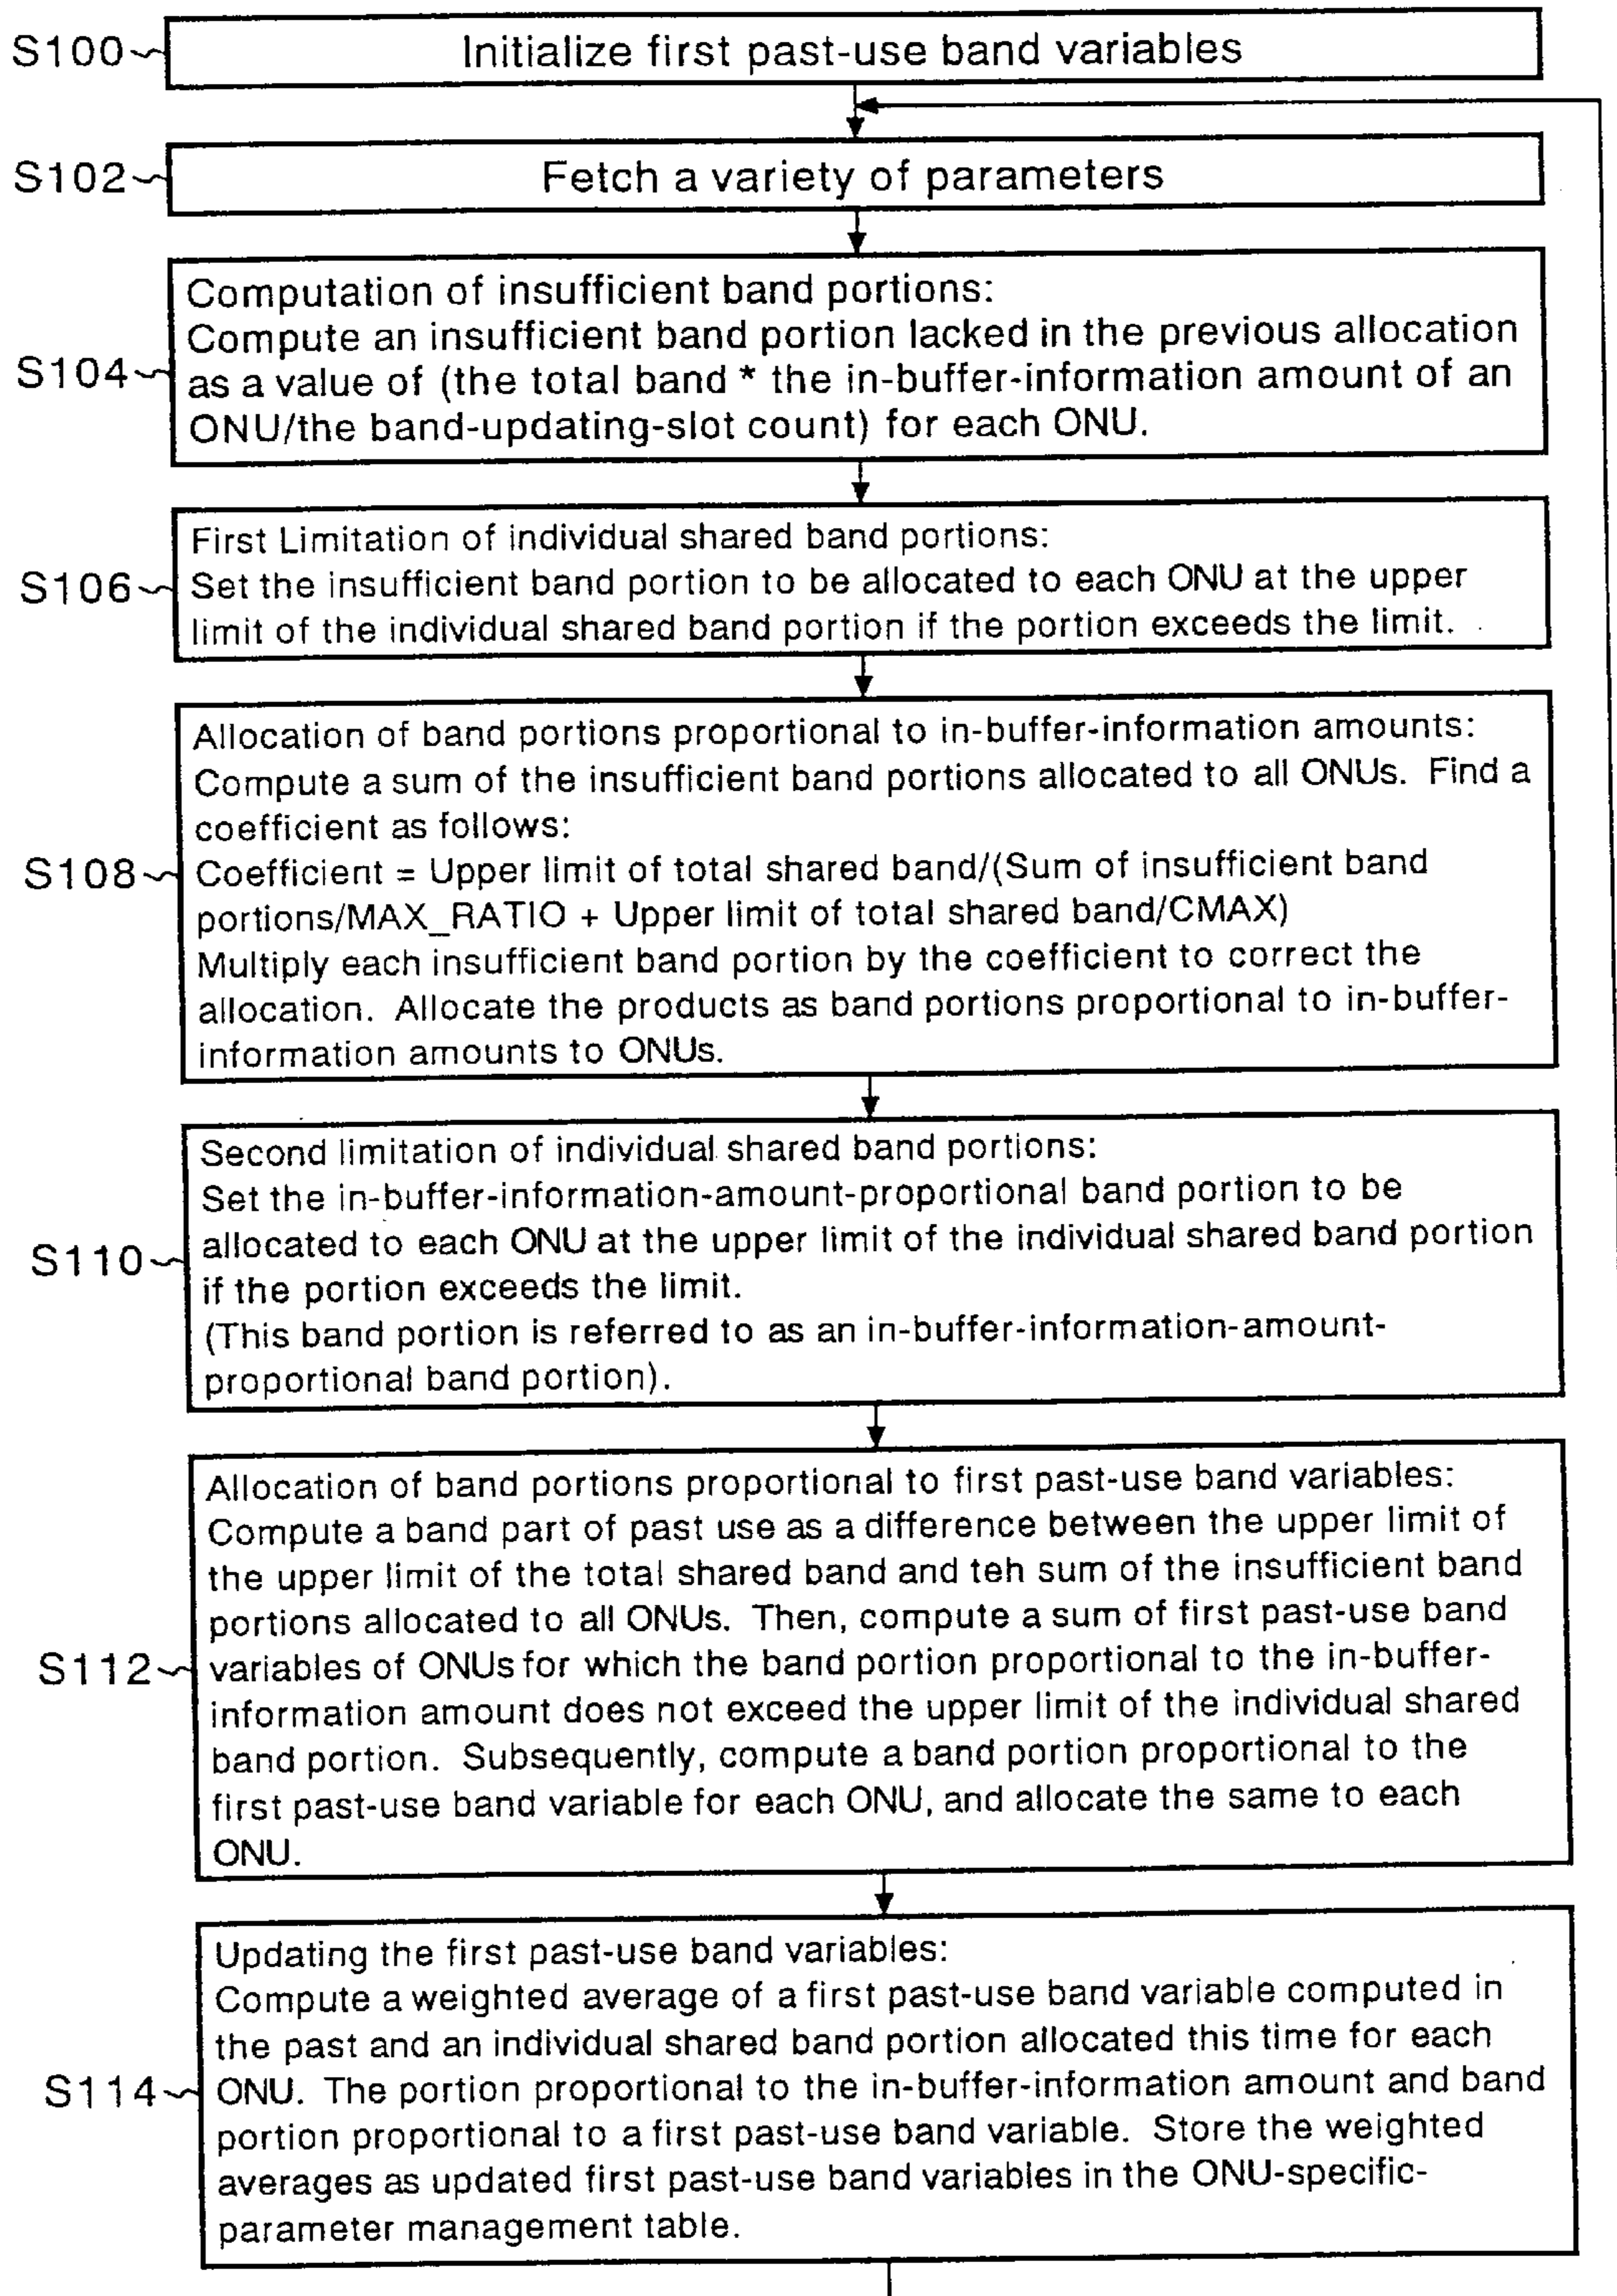 S100 Initialize first past-use band variables
S102 Fetch a variety of parameters
Computation of insufficient band portions:
Compute an insufficient band portion lacked in the previous allocation
S104 as a value of (the total band * the in-buffer-information amount of an
ONU/the band-updating-slot count) for each ONU.
First Limitation of individual shared band portions:
S106 Set the insufficient band portion to be allocated to each ONU at the upper
limit of the individual shared band portion if the portion exceeds the limit.
Allocation of band portions proportional to in-buffer-information amounts:
Compute a sum of the insufficient band portions allocated to all ONUs. Find a
coefficient as follows:
S108 Coefficient = Upper limit of total shared band/(Sum of insufficient band
portions/MAX_RATIO + Upper limit of total shared band/CMAX)
Multiply each insufficient band portion by the coefficient to correct the
allocation. Allocate the products as band portions proportional to in-buffer-
information amounts to ONUs.
Second limitation of individual shared band portions:
Set the in-buffer-information-amount-proportional band portion to be
S110 allocated to each ONU at the upper limit of the individual shared band portion
if the portion exceeds the limit.
(This band portion is referred to as an in-buffer-information-amount-
proportional band portion).
Allocation of band portions proportional to first past-use band variables:
Compute a band part of past use as a difference between the upper limit of
the upper limit of the total shared band and teh sum of the insufficient band
portions allocated to all ONUs. Then, compute a sum of first past-use band
S112 variables of ONUs for which the band portion proportional to the in-buffer-
information amount does not exceed the upper limit of the individual shared
band portion. Subsequently, compute a band portion proportional to the
first past-use band variable for each ONU, and allocate the same to each
ONU.
Updating the first past-use band variables:
Compute a weighted average of a first past-use band variable computed in
the past and an individual shared band portion allocated this time for each
S114 ONU. The portion proportional to the in-buffer-information amount and band
portion proportional to a first past-use band variable. Store the weighted
averages as updated first past-use band variables in the ONU-specific-
parameter management table.